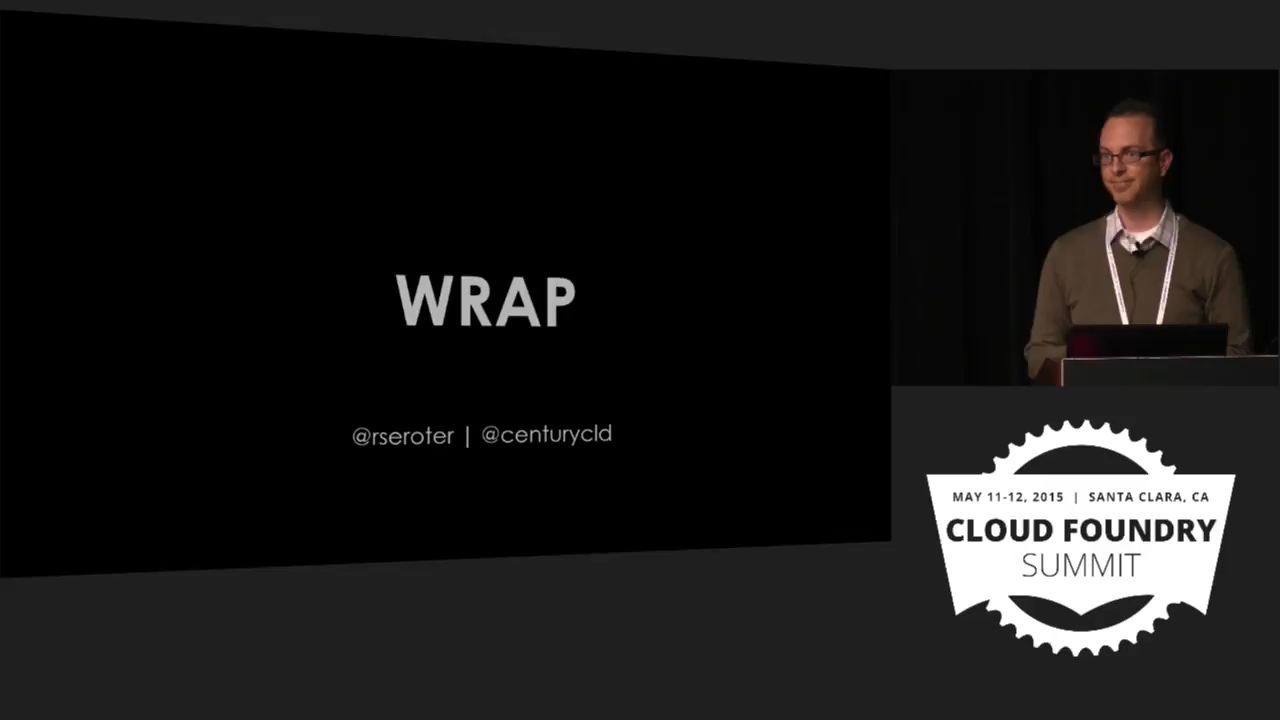 WRAP
@rseroter | @centurycld
MAY 11-12, 2015 | SANTA CLARA, CA
CLOUD FOUNDRY
SUMMIT